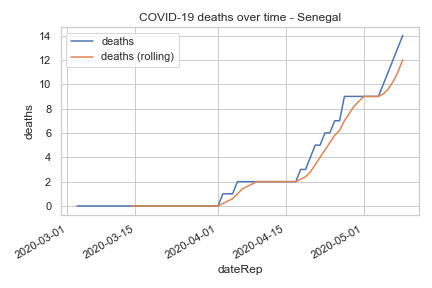 COVID-19 deaths over time - Senegal
deaths
deaths (rolling)
14
12
10
8
6
4
2
0
deaths
2020-03-01
2020-03-15
2020-04-01
2020-04-15
2020-05-01
dateRep